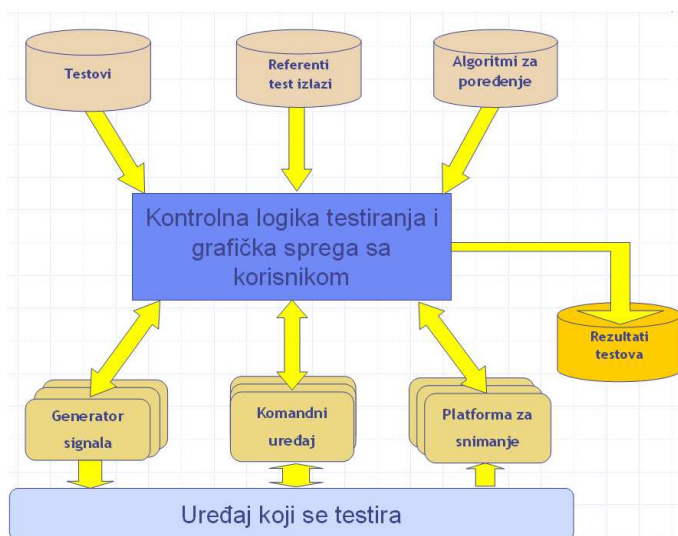 Testovi
Referenti
test izlazi
Algoritmi za
poređenje
Kontrolna logika testiranja i
grafička sprega sa
korisnikom
Rezultati
testova
Generator
signala
Komandni
uređaj
Platforma za
snimanje
Uređaj koji se testira